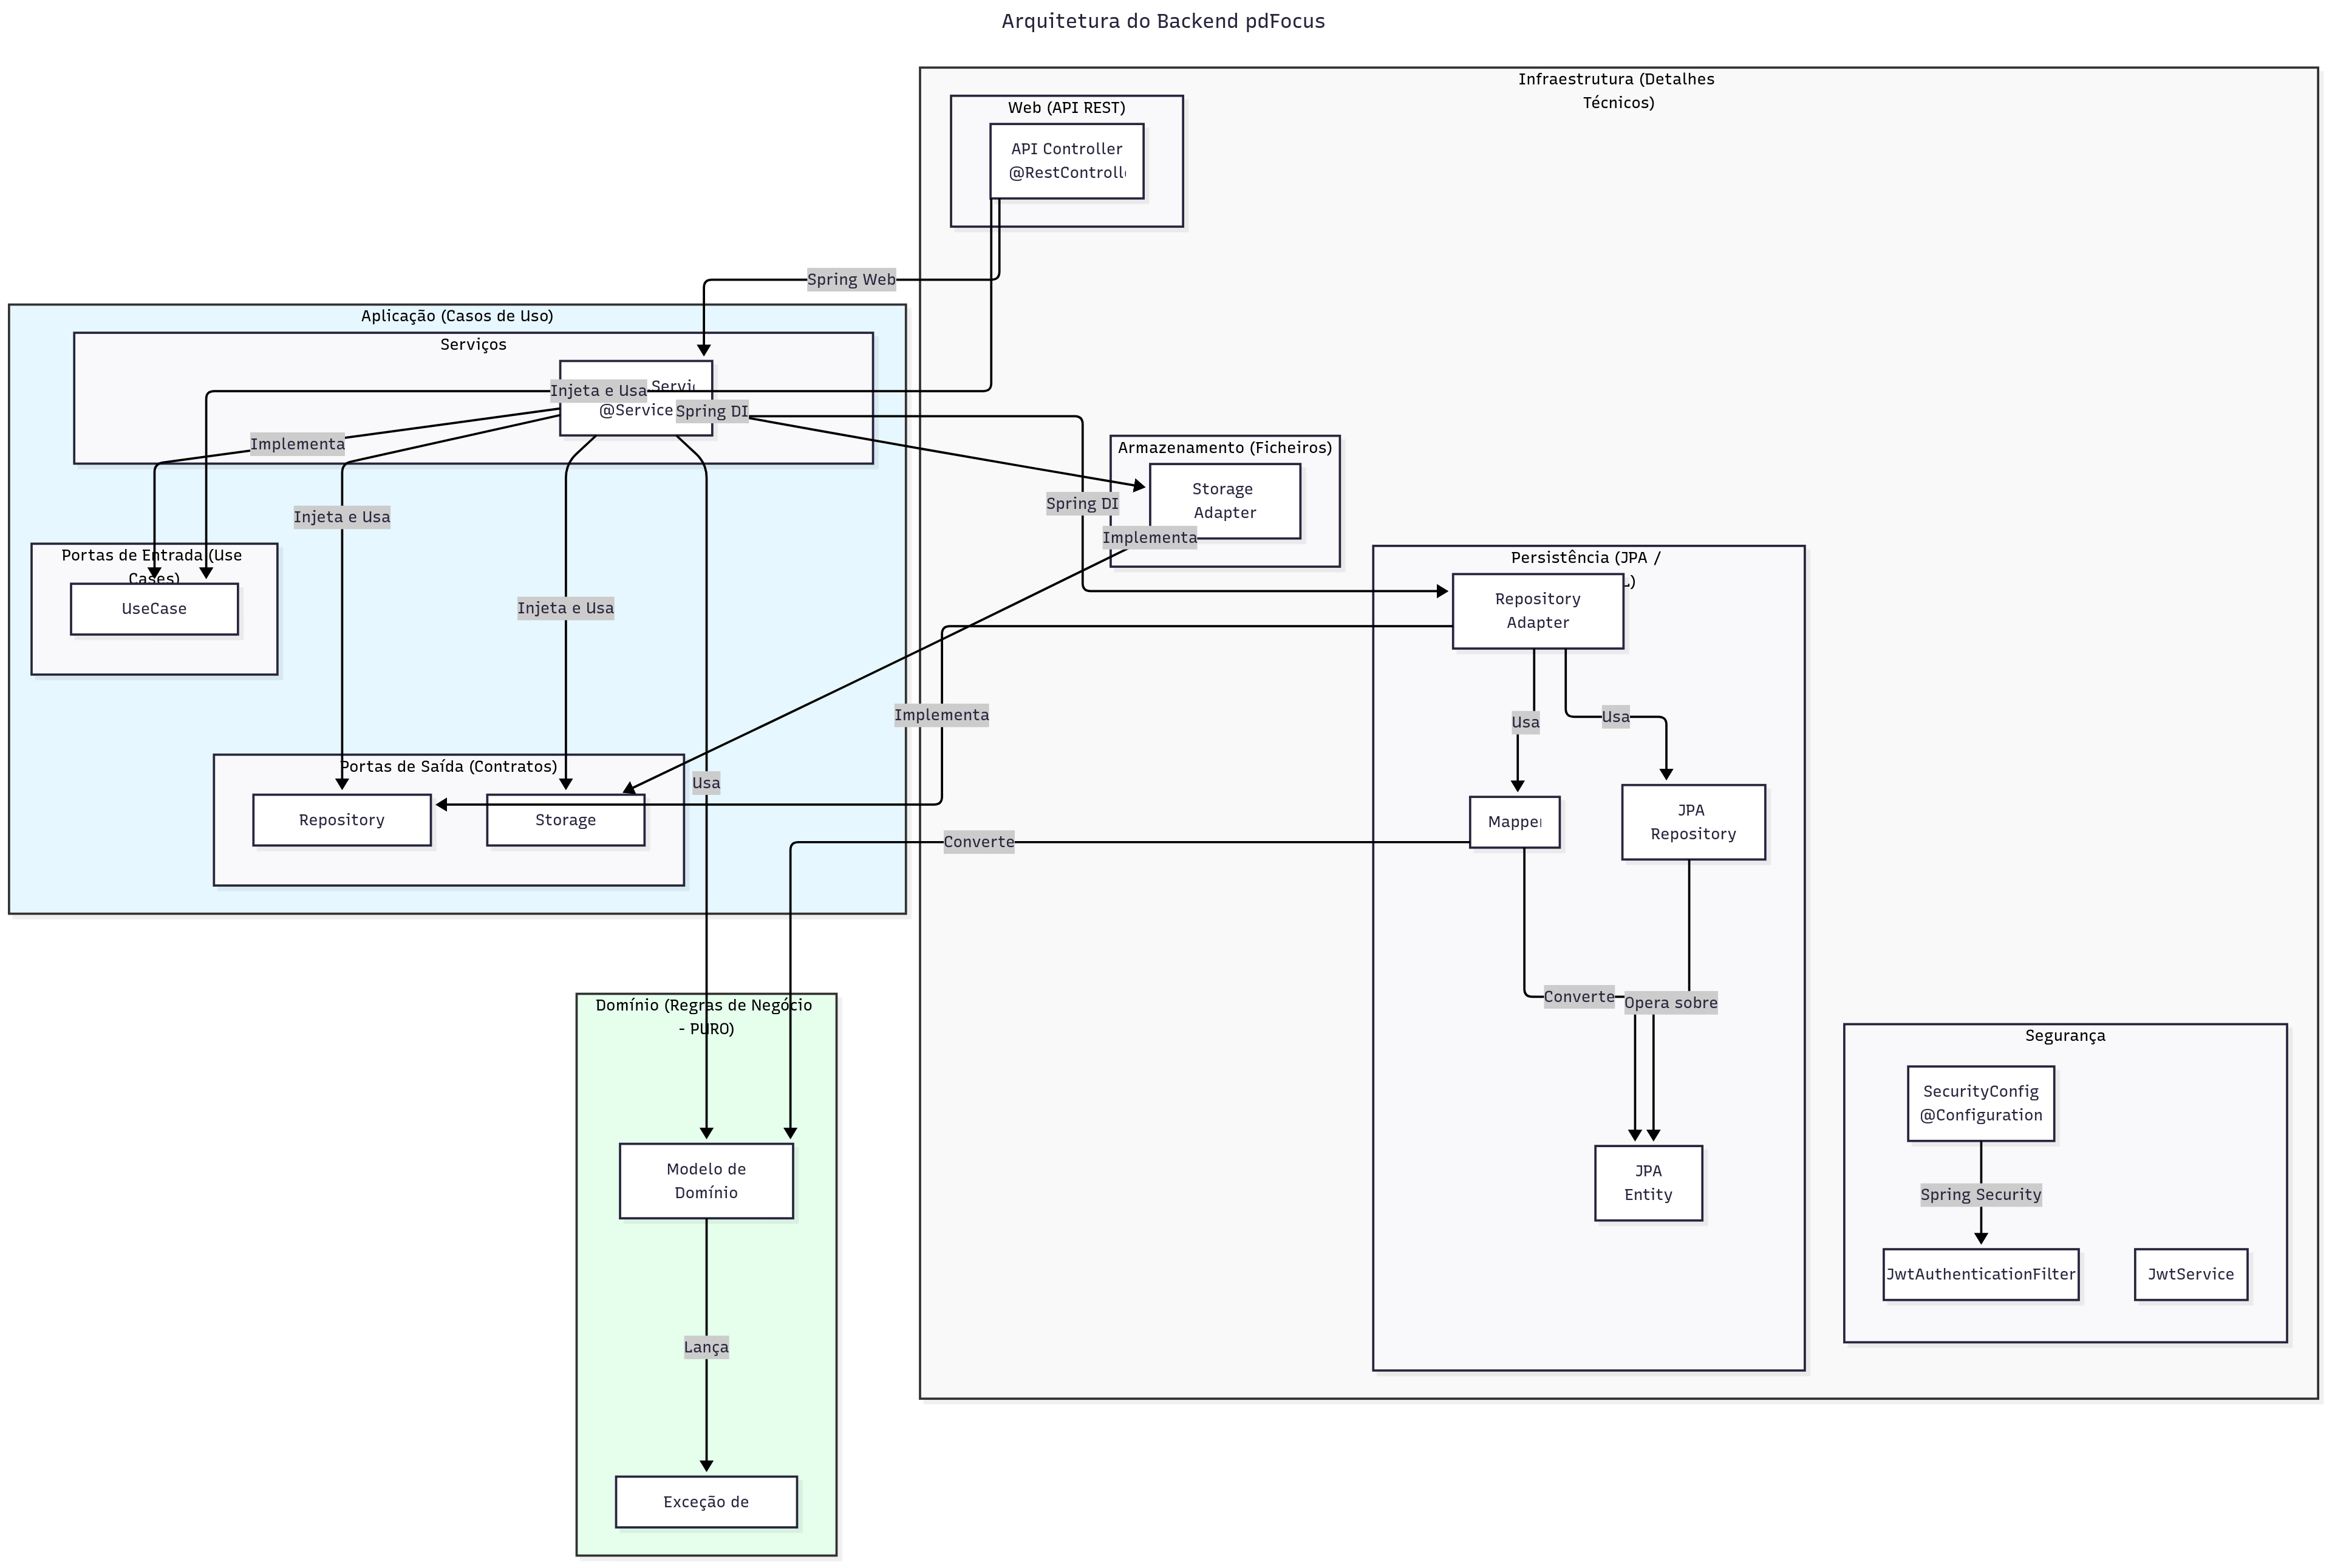 Arquitetura do Backend pdFocus
Infraestrutura (Detalhes
Técnicos)
Web (API REST)
API Controller
Spring Web
Aplicação (Casos de Uso)
Serviços
Injeta e Usa
@Service
Spring DI
Implementa
Armazenamento (Ficheiros)
Storage
Adapter
Spring DI
Implementa
Injeta e Usa
Portas de Entrada (Use
Cases)
UseCase
Injeta e Usa
Persistência (JPA /
Repository
Adapter
Implementa
Usa
Usa
Portas de Saída (Contratos)
Usa
Repository
Storage
JPA
Repository
Converte
Converte
Opera sobre
Domínio (Regras de Negócio
- PURO)
Segurança
SecurityConfig
@Configuration
Modelo de
Domínio
JPA
Entity
Spring Security
JwtAuthenticationFilter
JwtService
Lança
Exceção de